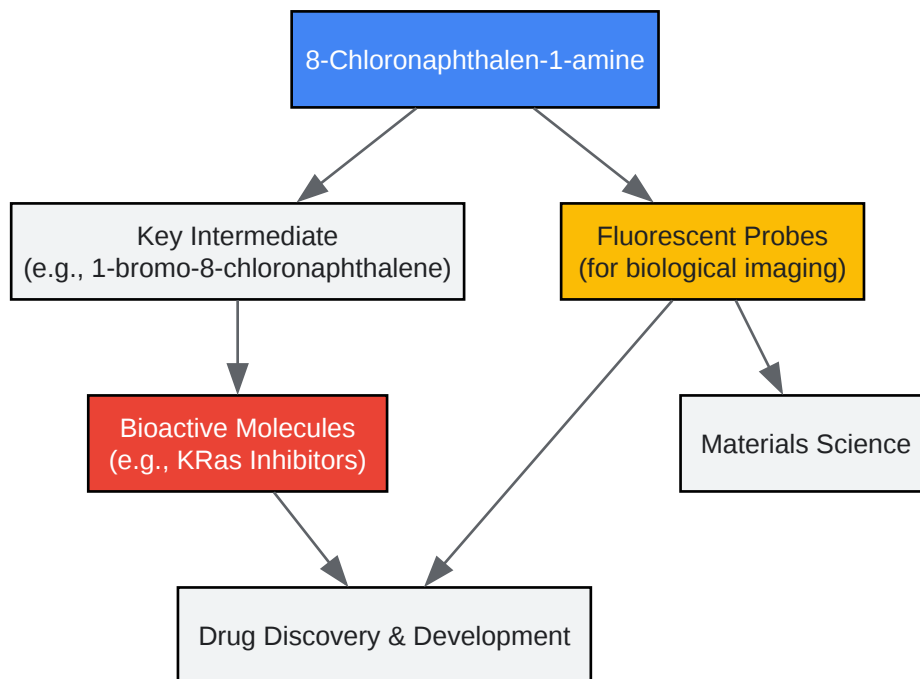 8-Chloronaphthalen-1-amine
Key Intermediate
(e.g., 1-bromo-8-chloronaphthalene)
Fluorescent Probes
(for biological imaging)
Bioactive Molecules
(e.g., KRas Inhibitors)
Materials Science
Drug Discovery & Development